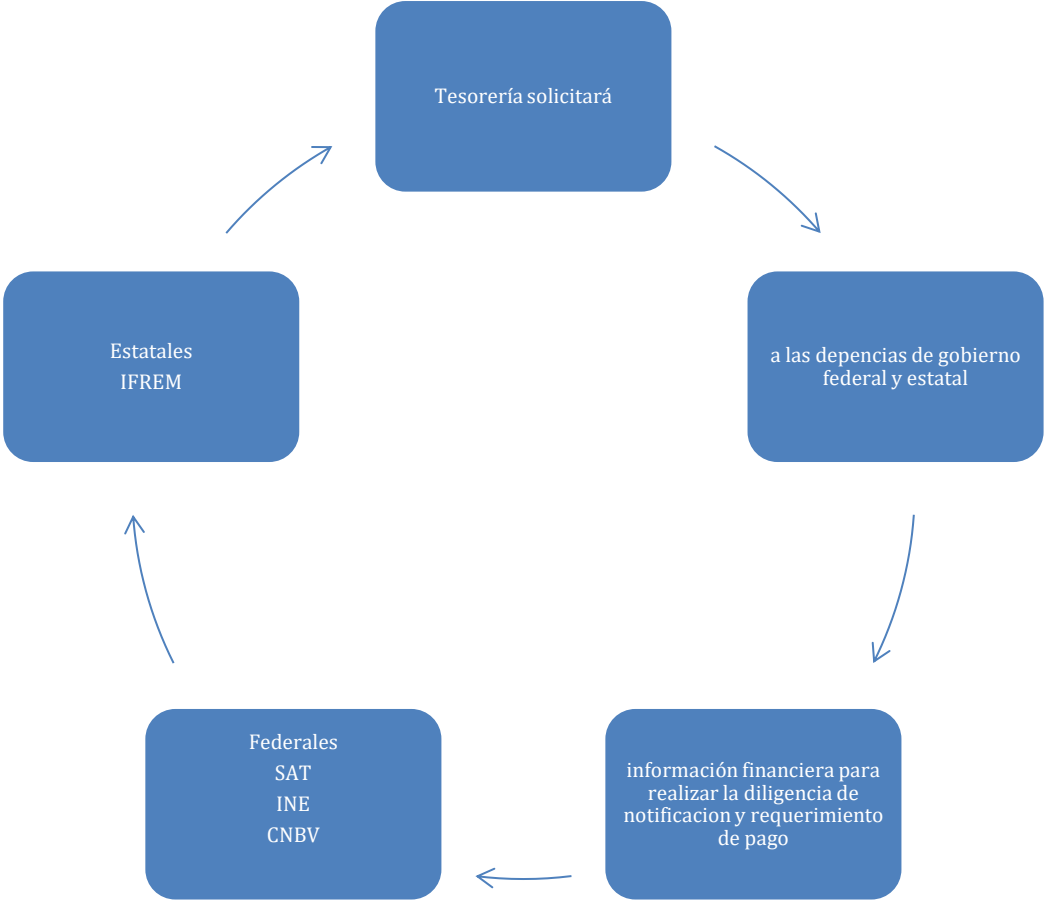 Tesorería solicitará
a las depencias de gobierno
federal y estatal
información financiera para
realizar la diligencia de
notificacion y requerimiento
de pago
Federales
SAT
INE
CNBV
Estatales
IFREM